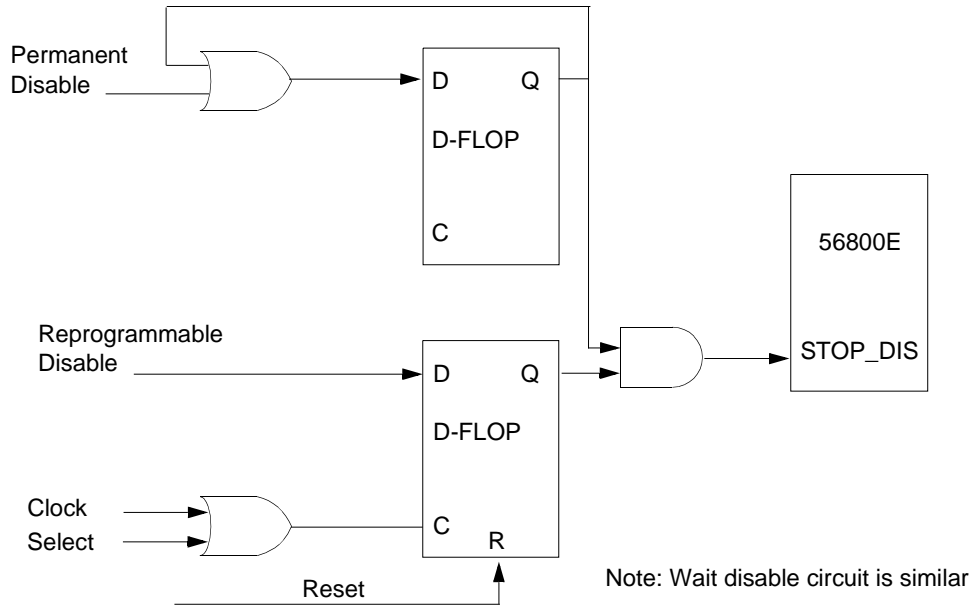 Permanent
Disable
D
Q
D-FLOP
C
56800E
STOP_DIS
Reprogrammable
Disable
D
Q
D-FLOP
Clock
Select
C
R
Reset
Note: Wait disable circuit is similar